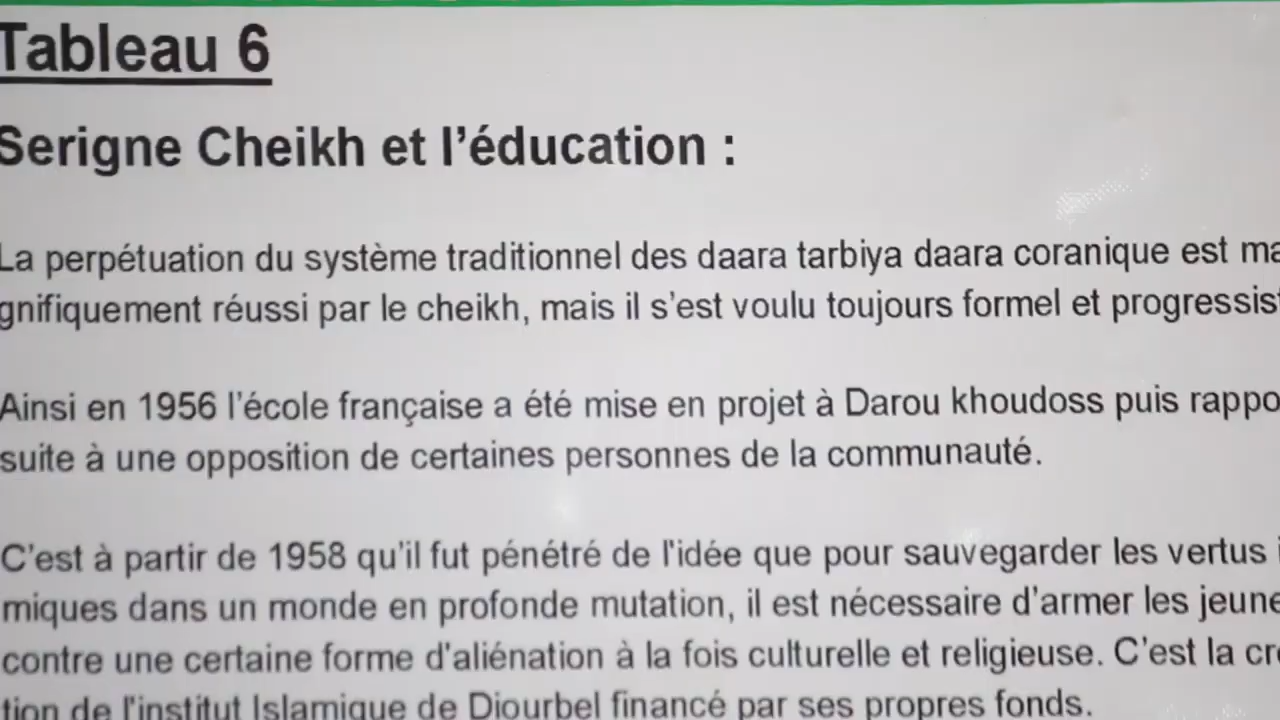 Tableau 6
Serigne Cheikh et l'éducation :
La perpétuation du système traditionnel des daara tarbiya daara coranique est ma
gnifiquement réussi par le cheikh, mais il s'est voulu toujours formel et progressist
Ainsi en 1956 l'école française a été mise en projet à Darou khoudoss puis rappo
suite à une opposition de certaines personnes de la communauté.
C'est à partir de 1958 qu'il fut pénétré de l'idée que pour sauvegarder les vertus i
miques dans un monde en profonde mutation, il est nécessaire d'armer les jeune
contre une certaine forme d'aliénation à la fois culturelle et religieuse. C'est la cré
tion de l'institut Islamique de Diourbel financé par ses propres fonds.